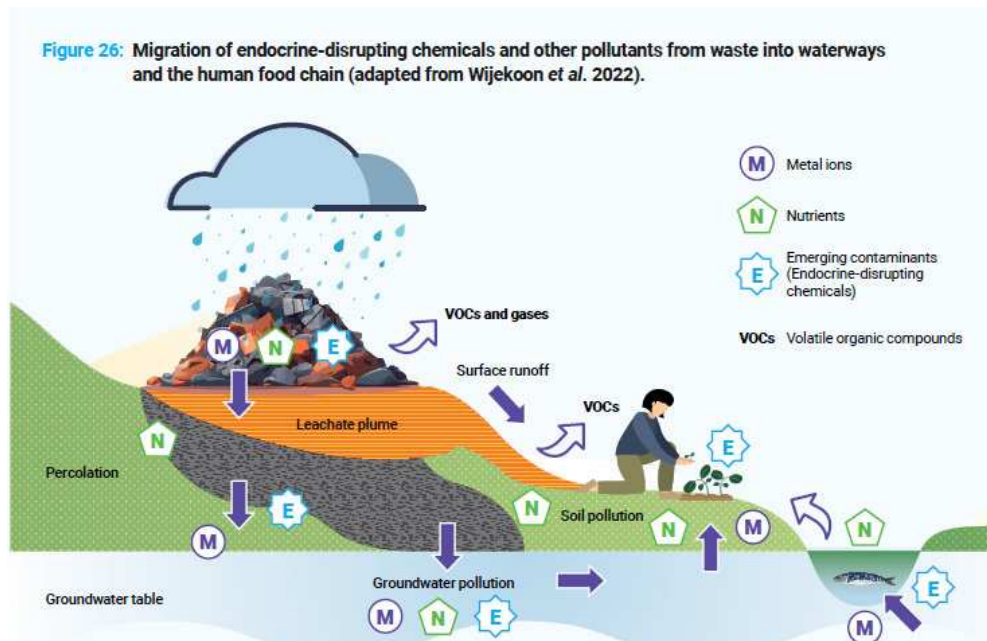 Figure 26: Migration of endocrine-disrupting chemicals and other pollutants from waste into waterways
and the human food chain (adapted from Wijekoon et al. 2022).
M Metal ions
N Nutrients
E Emerging contaminants
(Endocrine-disrupting
chemicals)
VOCs Volatile organic compounds
VOCs and gases
M N E
Surface runoff
VOCs
Leachate plume
E
N
Percolation
E
M
N
Soil pollution
N
M
N
Groundwater pollution
M N E
Groundwater table
E
M